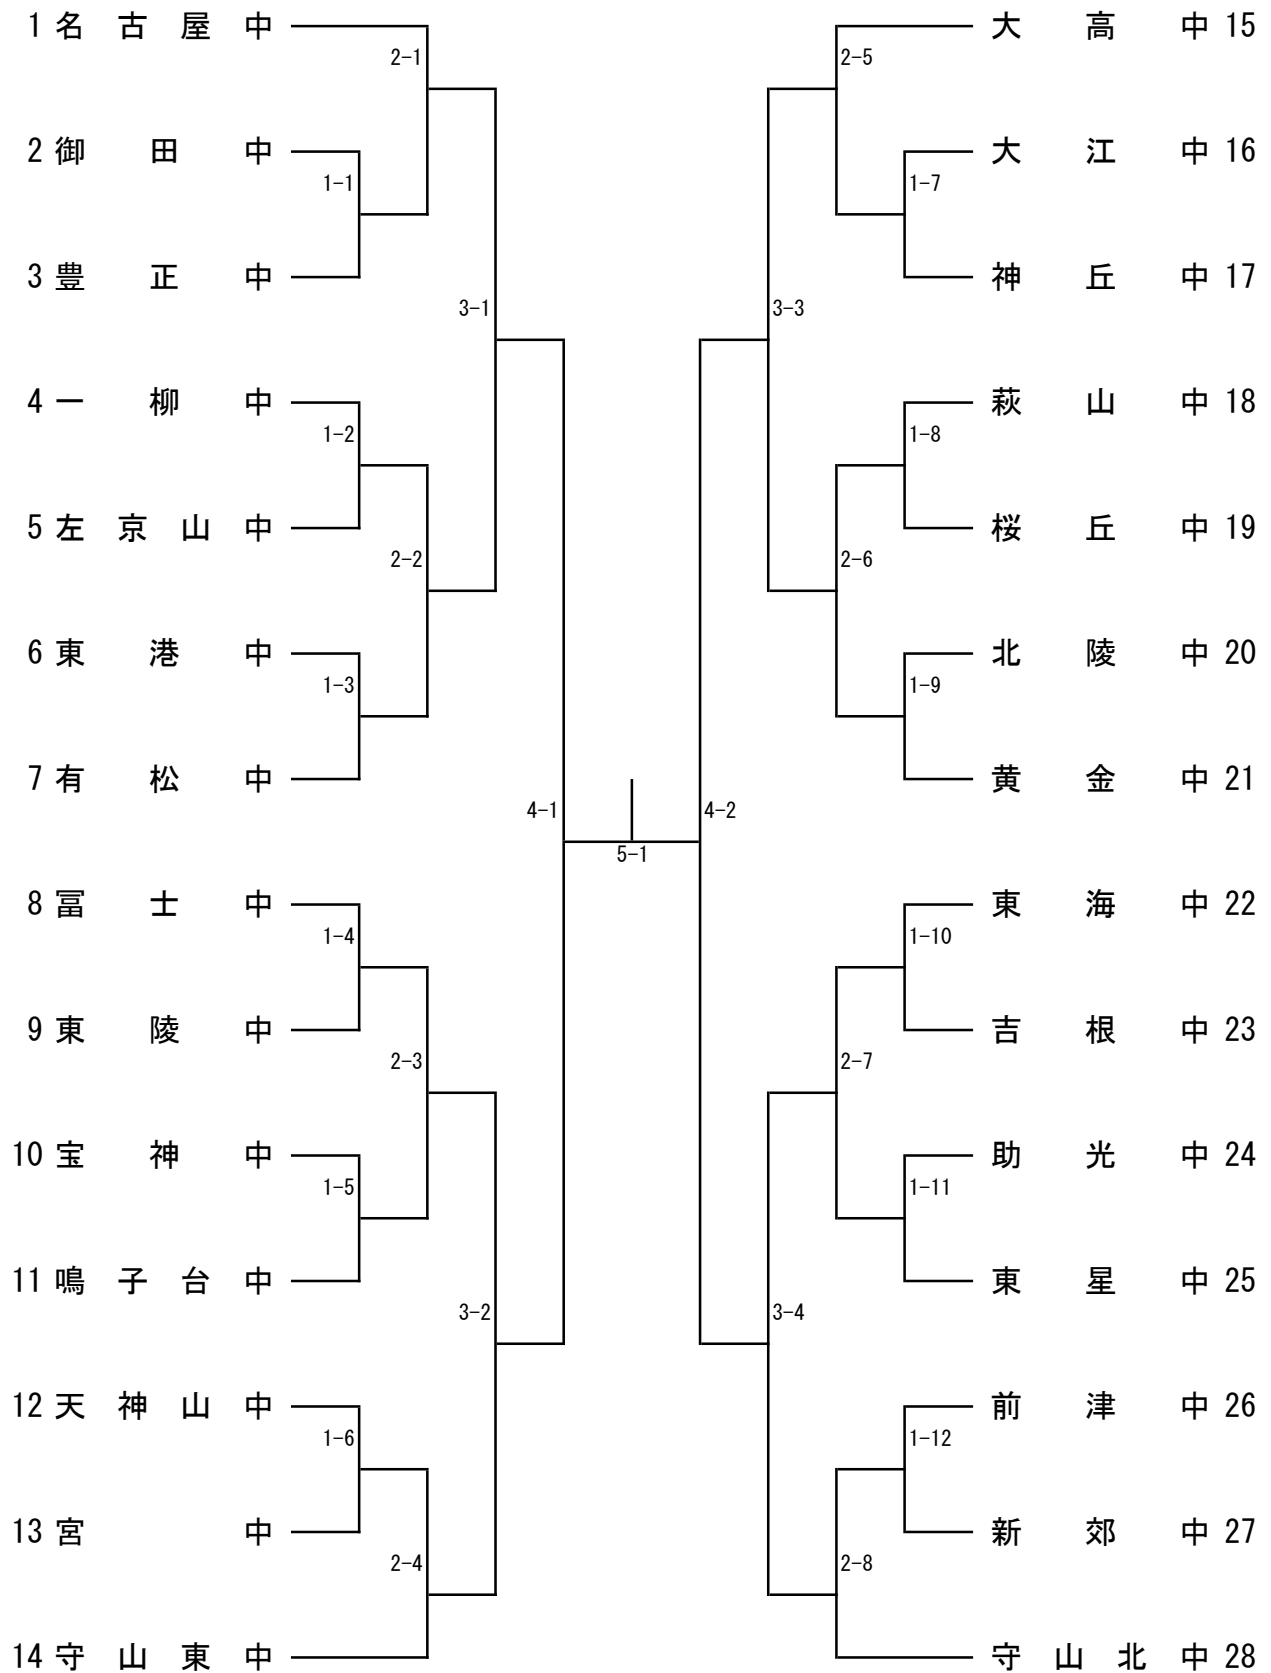 1 名古屋中
2-1
2 御田中
1-1
3 豊正中
3-1
4 一柳中
1-2
5 左京山中
2-2
6 東港中
1-3
7 有松中
4-1
8 冨士中
1-4
9 東陵中
2-3
10 宝神中
1-5
11 鳴子台中
3-2
12 天神山中
1-6
13 宮中
2-4
14 守山東中
5-1
大高中 15
2-5
大江中 16
1-7
神丘中 17
3-3
萩山中 18
1-8
桜丘中 19
2-6
北陵中 20
1-9
黄金中 21
4-2
東海中 22
1-10
吉根中 23
2-7
助光中 24
1-11
東星中 25
3-4
前津中 26
1-12
新郊中 27
2-8
守山北中 28